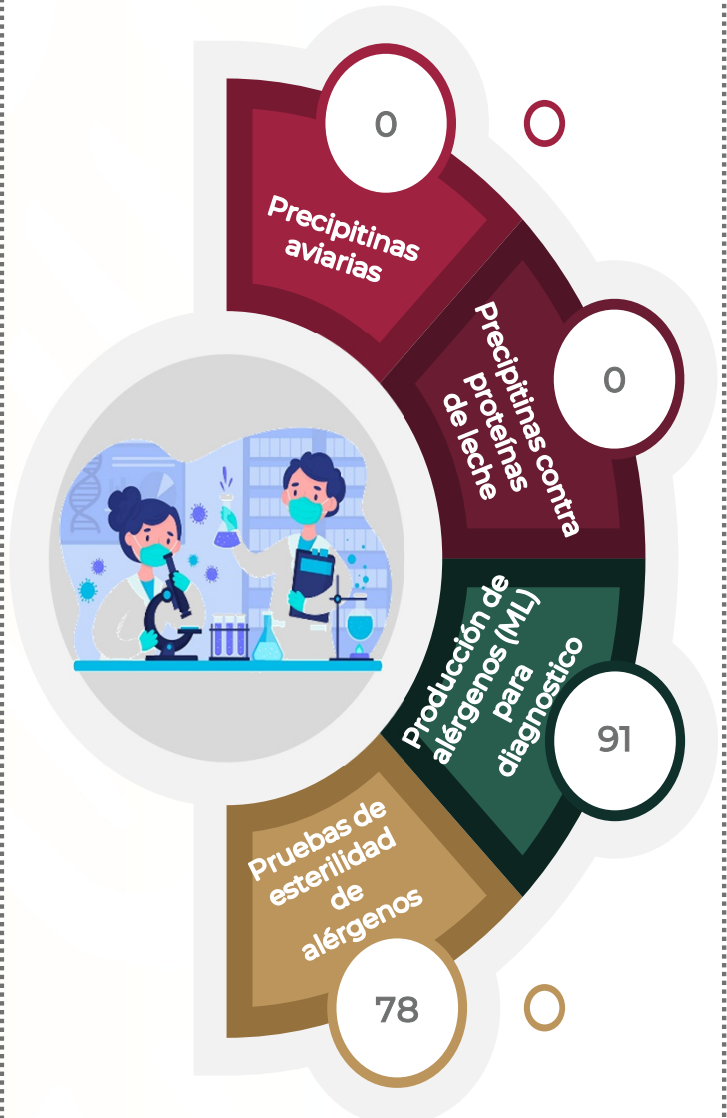 0
Precipitinas
aviarias
0
Precipitinas contra
proteínas
de leche
Producción de
alérgenos (ML)
para
diagnostico
91
Pruebas de
esterilidad
de
alérgenos
78